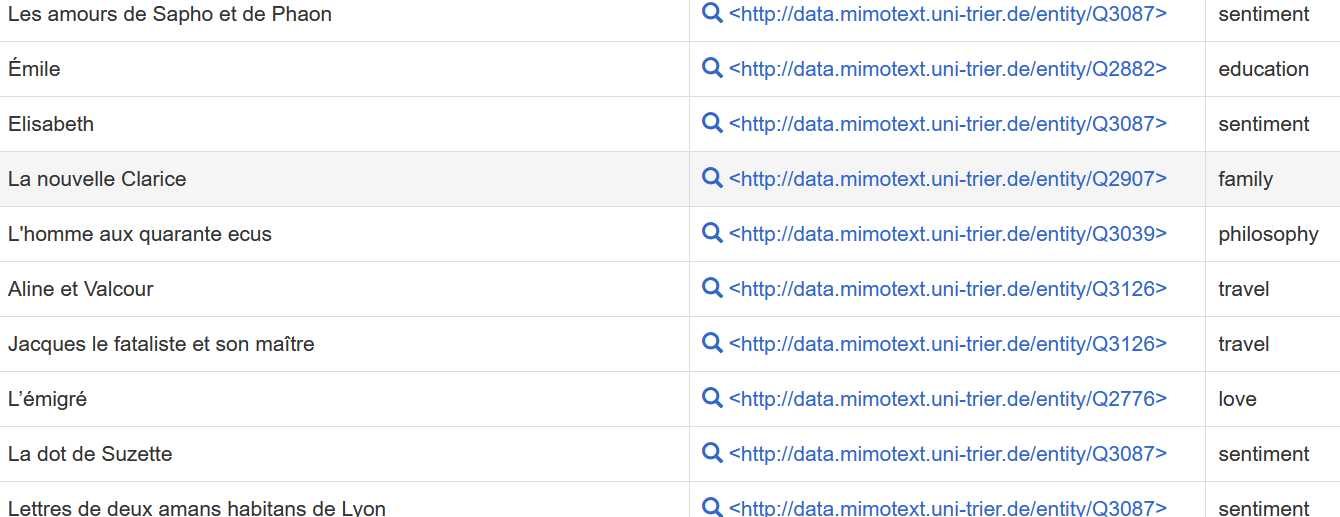 Les amours de Sapho et de Phaon <http://data.mimotext.uni-trier.de/entity/Q3087> sentiment
Émile <http://data.mimotext.uni-trier.de/entity/Q2882> education
Elisabeth <http://data.mimotext.uni-trier.de/entity/Q3087> sentiment
La nouvelle Clarice <http://data.mimotext.uni-trier.de/entity/Q2907> family
L'homme aux quarante ecus <http://data.mimotext.uni-trier.de/entity/Q3039> philosophy
Aline et Valcour <http://data.mimotext.uni-trier.de/entity/Q3126> travel
Jacques le fataliste et son maître <http://data.mimotext.uni-trier.de/entity/Q3126> travel
L’émigré <http://data.mimotext.uni-trier.de/entity/Q2776> love
La dot de Suzette <http://data.mimotext.uni-trier.de/entity/Q3087> sentiment
Lettres de deux amans habitans de Lyon <http://data.mimotext.uni-trier.de/entity/Q3087> sentiment